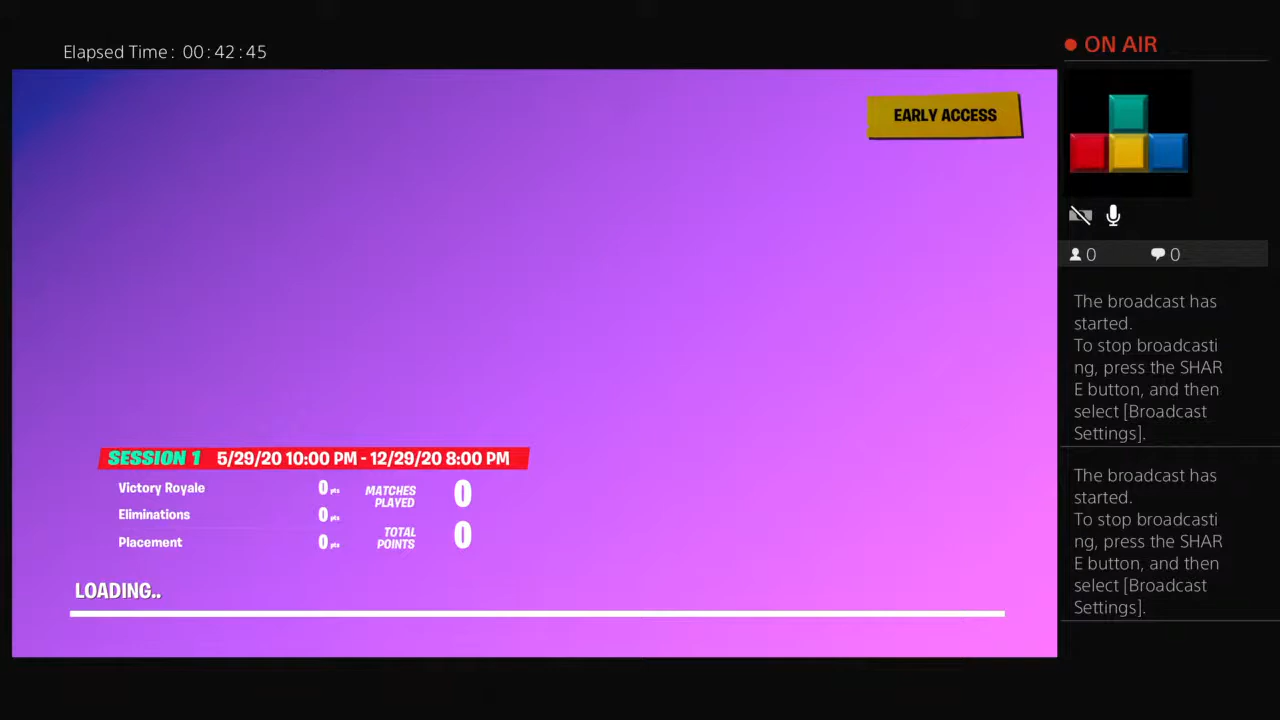 Elapsed Time: 00:42:45
ON AIR
EARLY ACCESS
0 0
The broadcast has
started.
To stop broadcasti
ng, press the SHAR
E button, and then
select [Broadcast
Settings].
The broadcast has
started.
To stop broadcasti
ng, press the SHAR
E button, and then
select [Broadcast
Settings].
SESSION 1 5/29/20 10:00 PM - 12/29/20 8:00 PM
Victory Royale 0 pts
Eliminations 0 pts
Placement 0 pts
MATCHES
PLAYED 0
TOTAL
POINTS 0
LOADING..